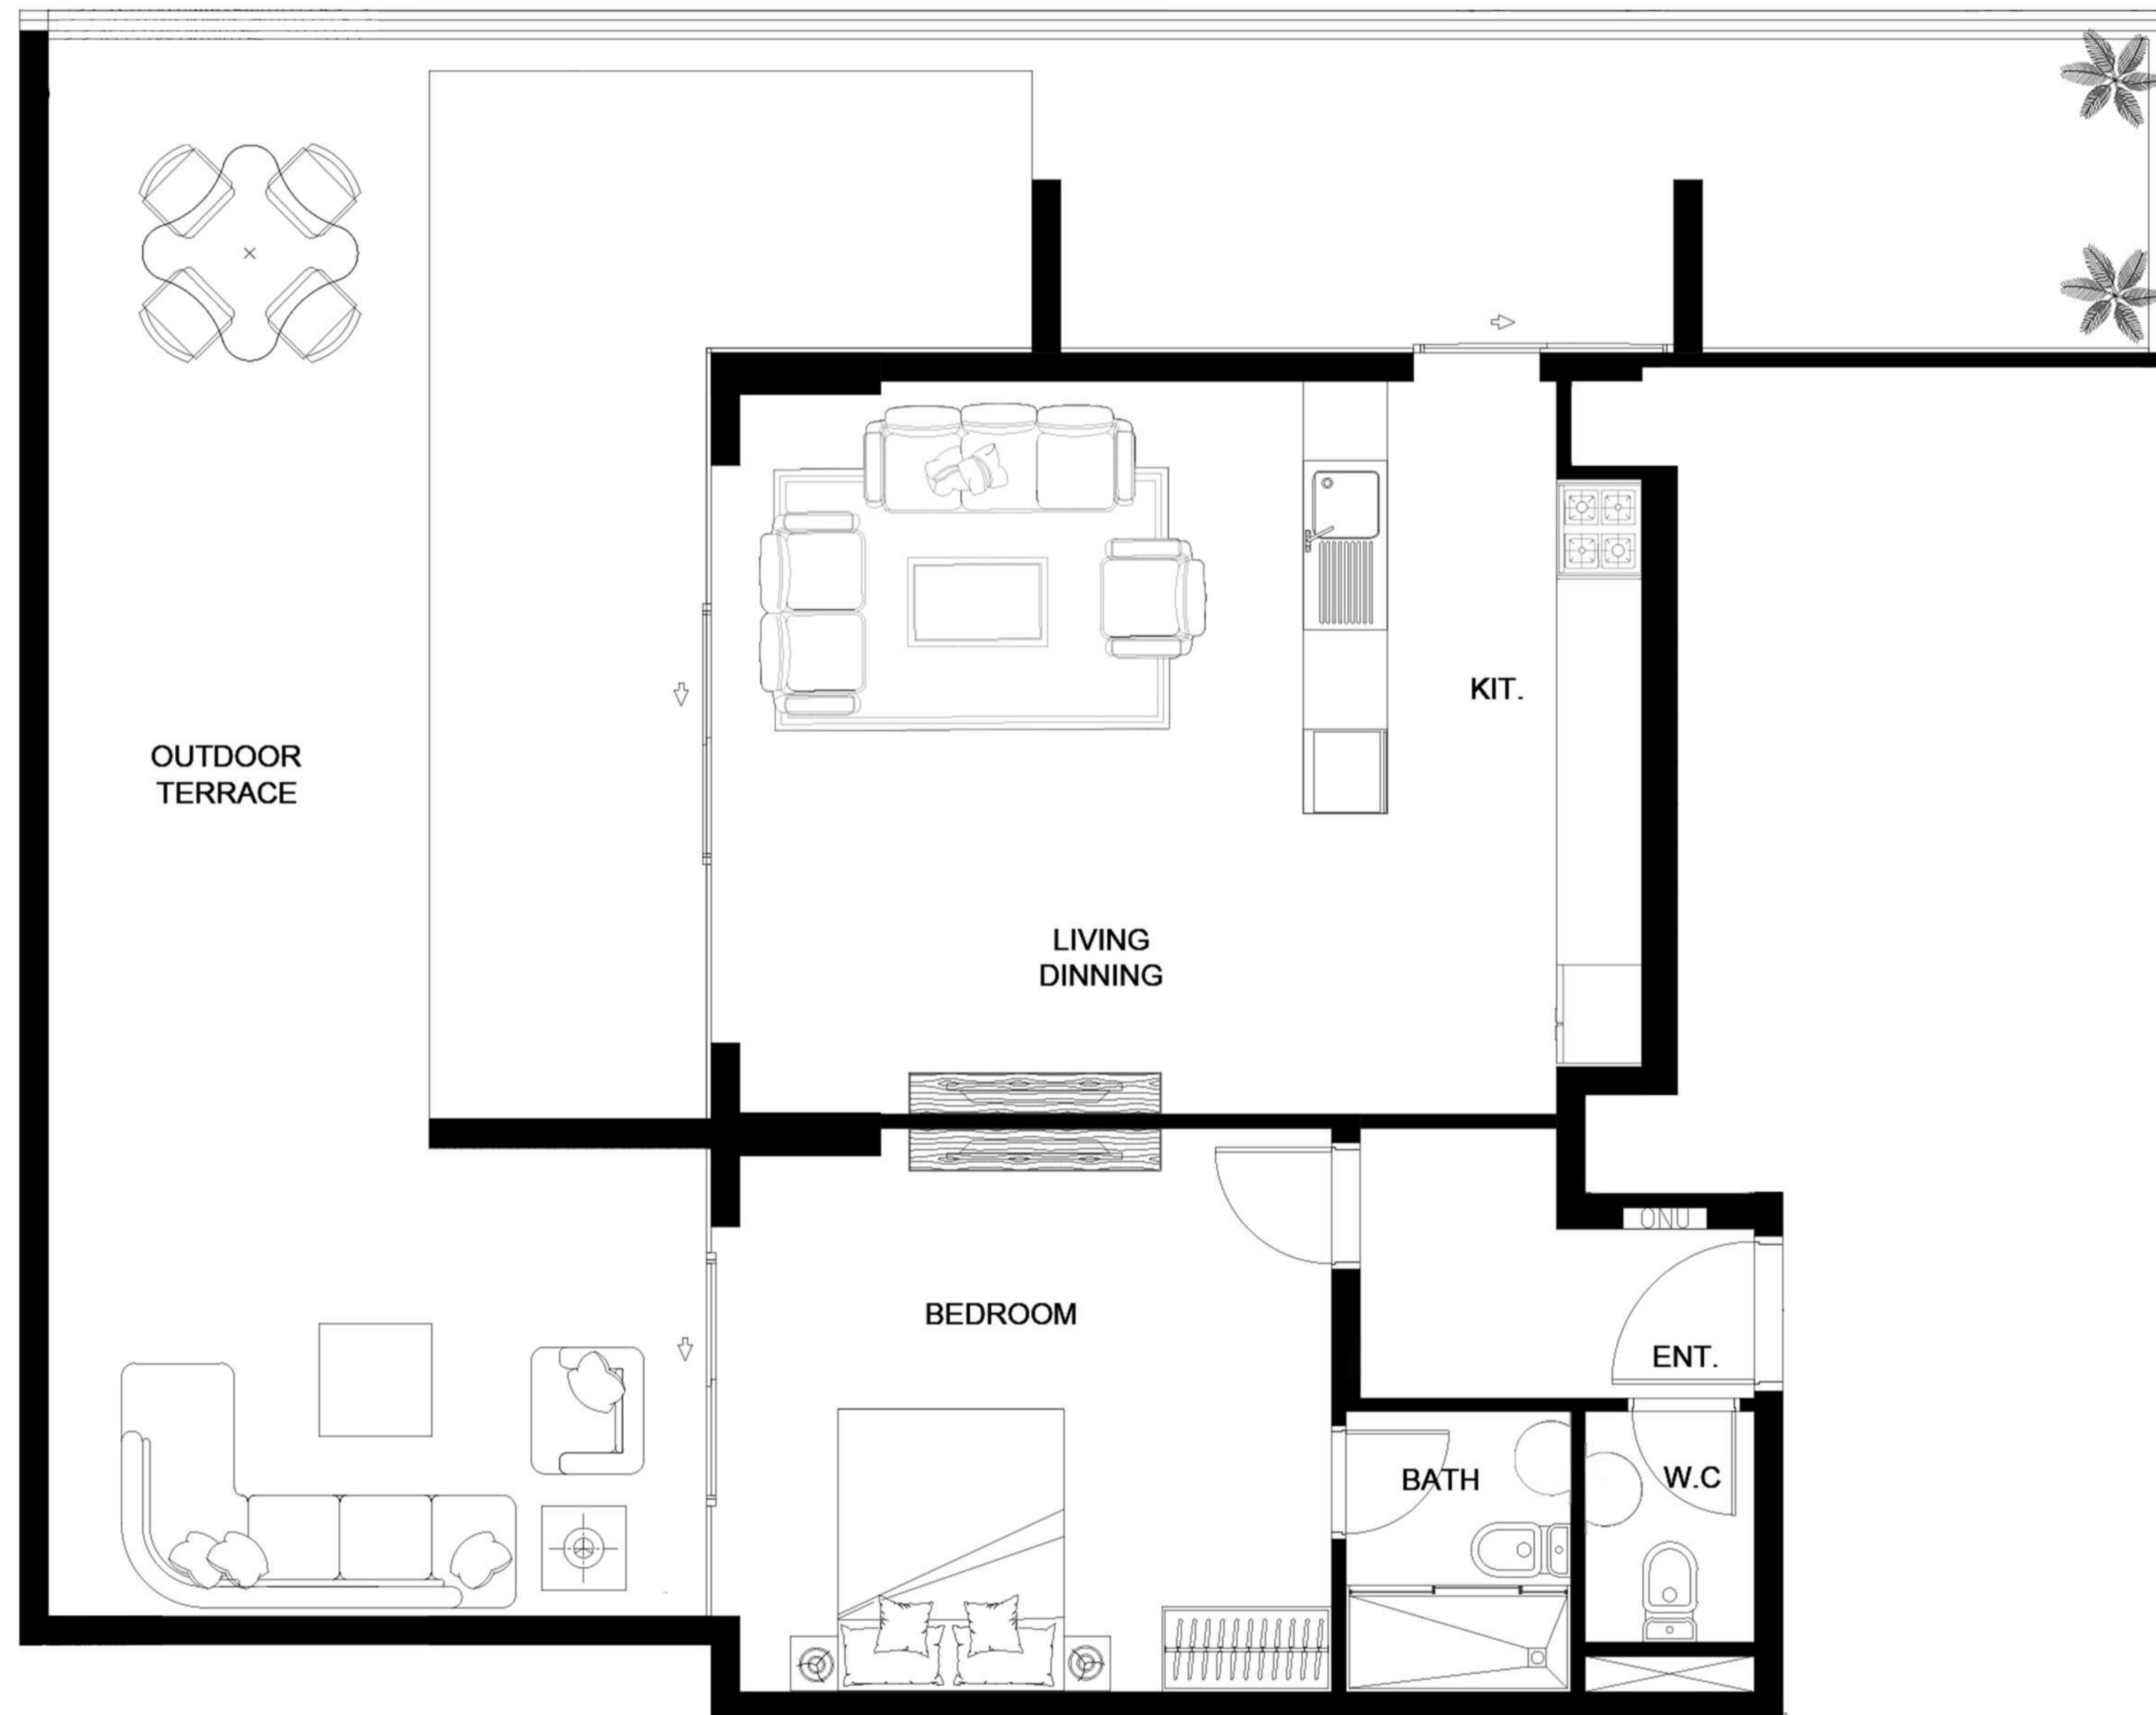 OUTDOOR
TERRACE
KIT.
LIVING
DINNING
ONU
BEDROOM
ENT.
BATH
W.C